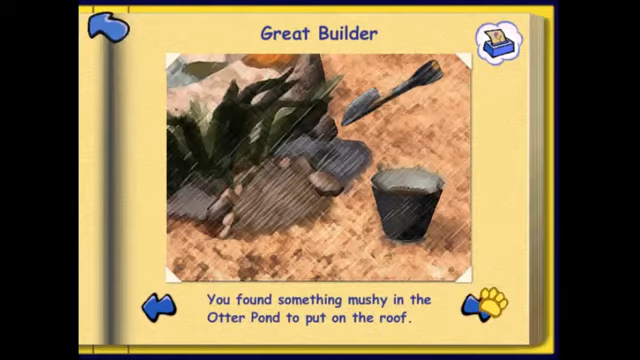 Great Builder
You found something mushy in the
Otter Pond to put on the roof.